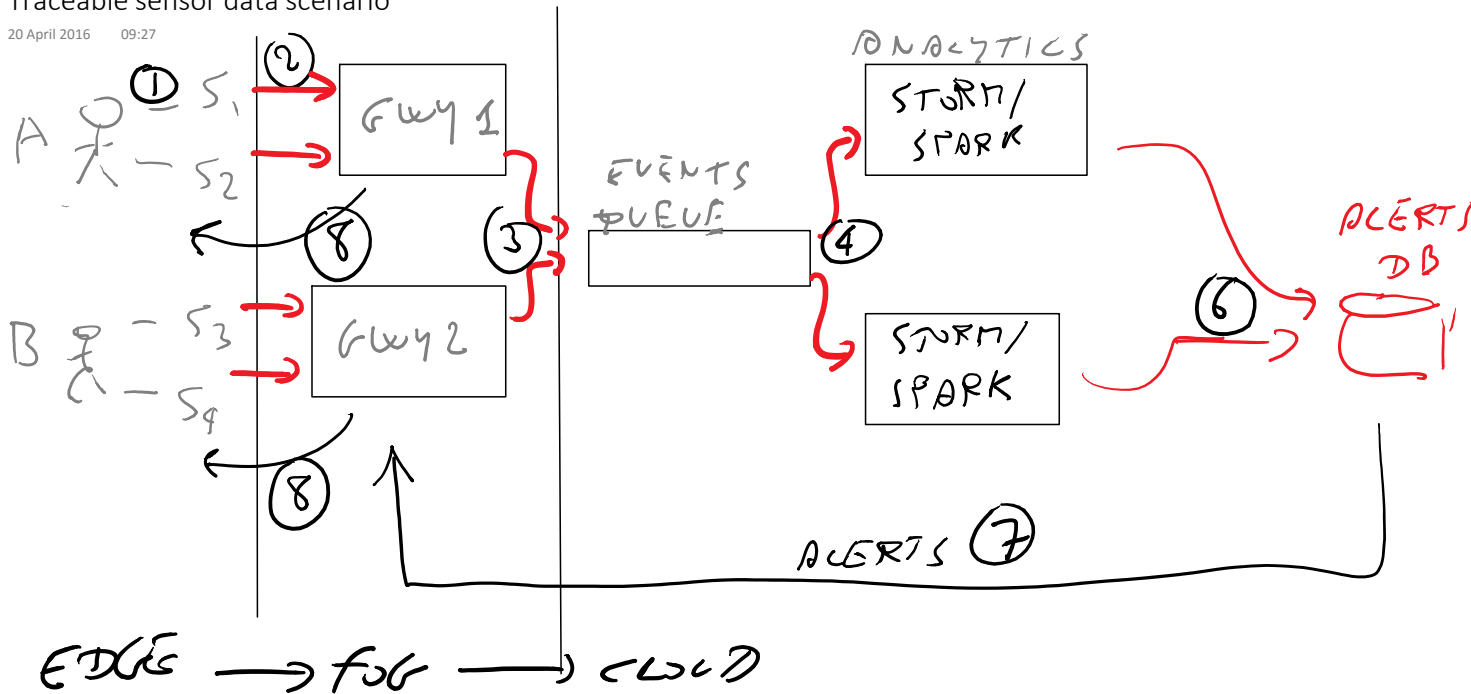 Traceable sensor data scenario
20 April 2016 09:27
ANALYTICS
1
2
A
S1
S2
GWY 1
STORM/
SPARK
EVENTS
QUEUE
8
3
4
ALERTS
DB
6
B
S3
S4
GWY 2
STORM/
SPARK
8
ALERTS 7
EDGE → FOG → CLOUD